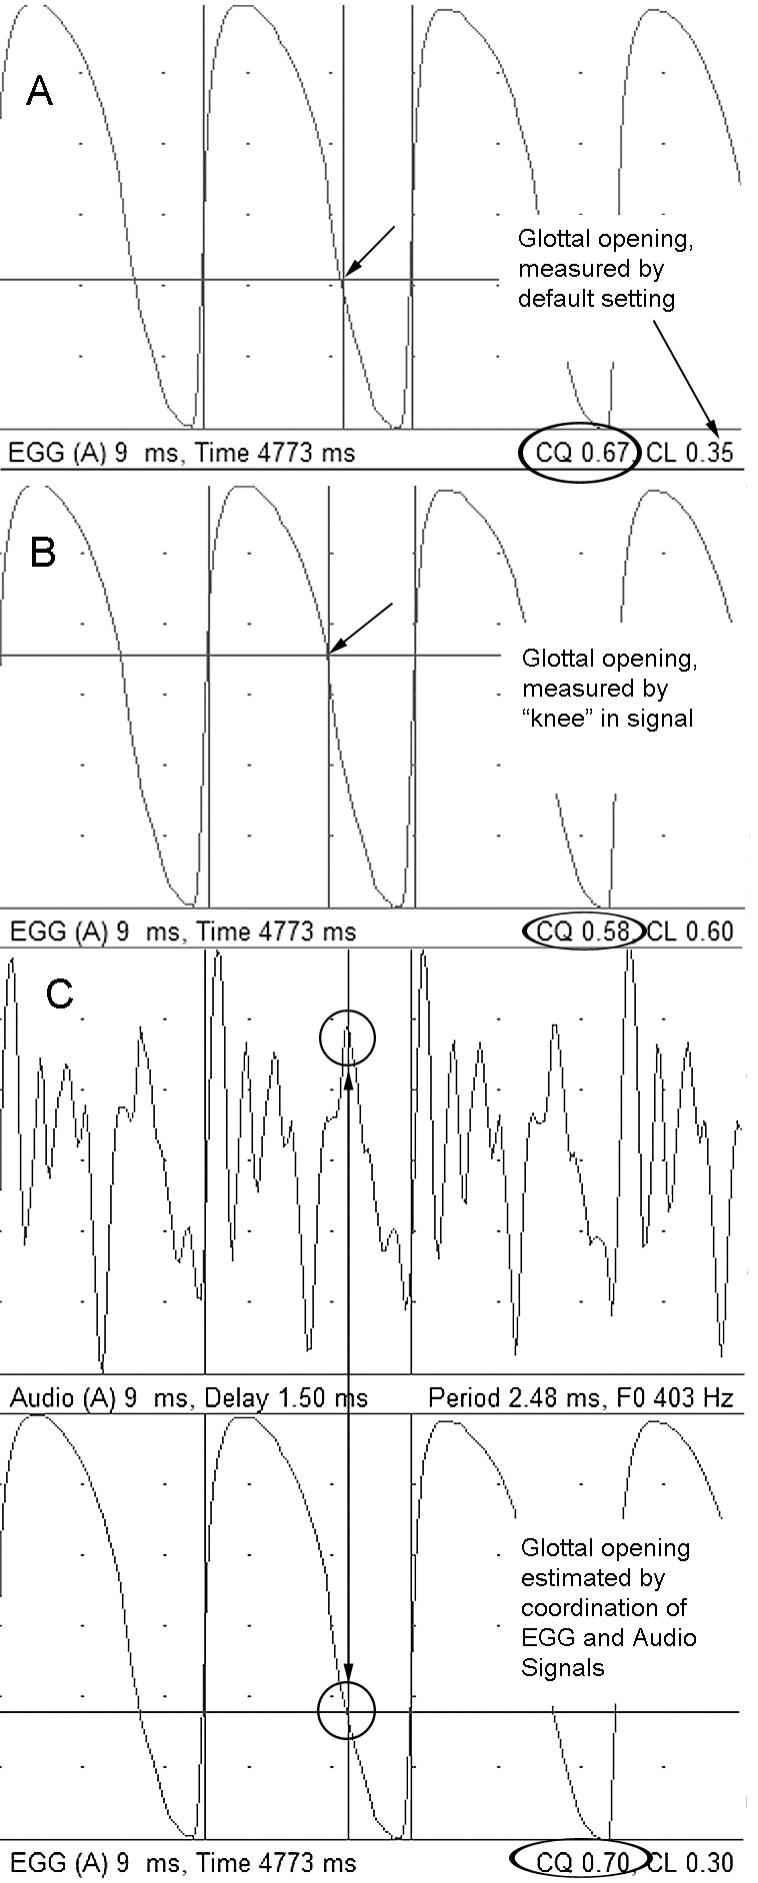 A
Glottal opening,
measured by
default setting
EGG (A) 9 ms, Time 4773 ms CQ 0.67, CL 0.35
B
Glottal opening,
measured by
“knee” in signal
EGG (A) 9 ms, Time 4773 ms CQ 0.58, CL 0.60
C
Audio (A) 9 ms, Delay 1.50 ms Period 2.48 ms, F0 403 Hz
Glottal opening
estimated by
coordination of
EGG and Audio
Signals
EGG (A) 9 ms, Time 4773 ms CQ 0.70, CL 0.30